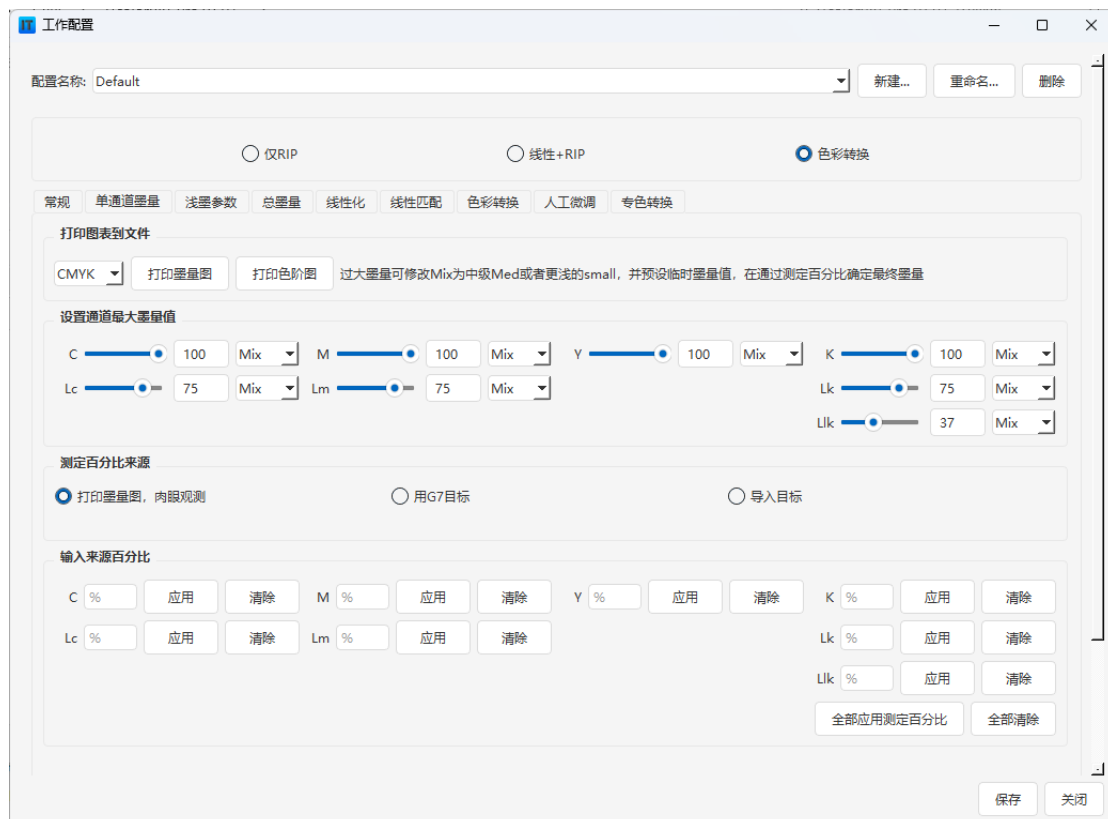 IT 工作配置
配置名称: Default 新建... 重命名... 删除
仅RIP 线性+RIP 色彩转换
常规 单通道墨量 浅墨参数 总墨量 线性化 线性匹配 色彩转换 人工微调 专色转换
打印图表到文件
CMYK 打印墨量图 打印色阶图 过大墨量可修改Mix为中级Med或者更浅的small，并预设临时墨量值，在通过测定百分比确定最终墨量
设置通道最大墨量值
C 100 Mix M 100 Mix Y 100 Mix K 100 Mix
Lc 75 Mix Lm 75 Mix Lk 75 Mix
Llk 37 Mix
测定百分比来源
打印墨量图，肉眼观测 用G7目标 导入目标
输入来源百分比
C % 应用 清除 M % 应用 清除 Y % 应用 清除 K % 应用 清除
Lc % 应用 清除 Lm % 应用 清除 Lk % 应用 清除
Llk % 应用 清除
全部应用测定百分比 全部清除
保存 关闭